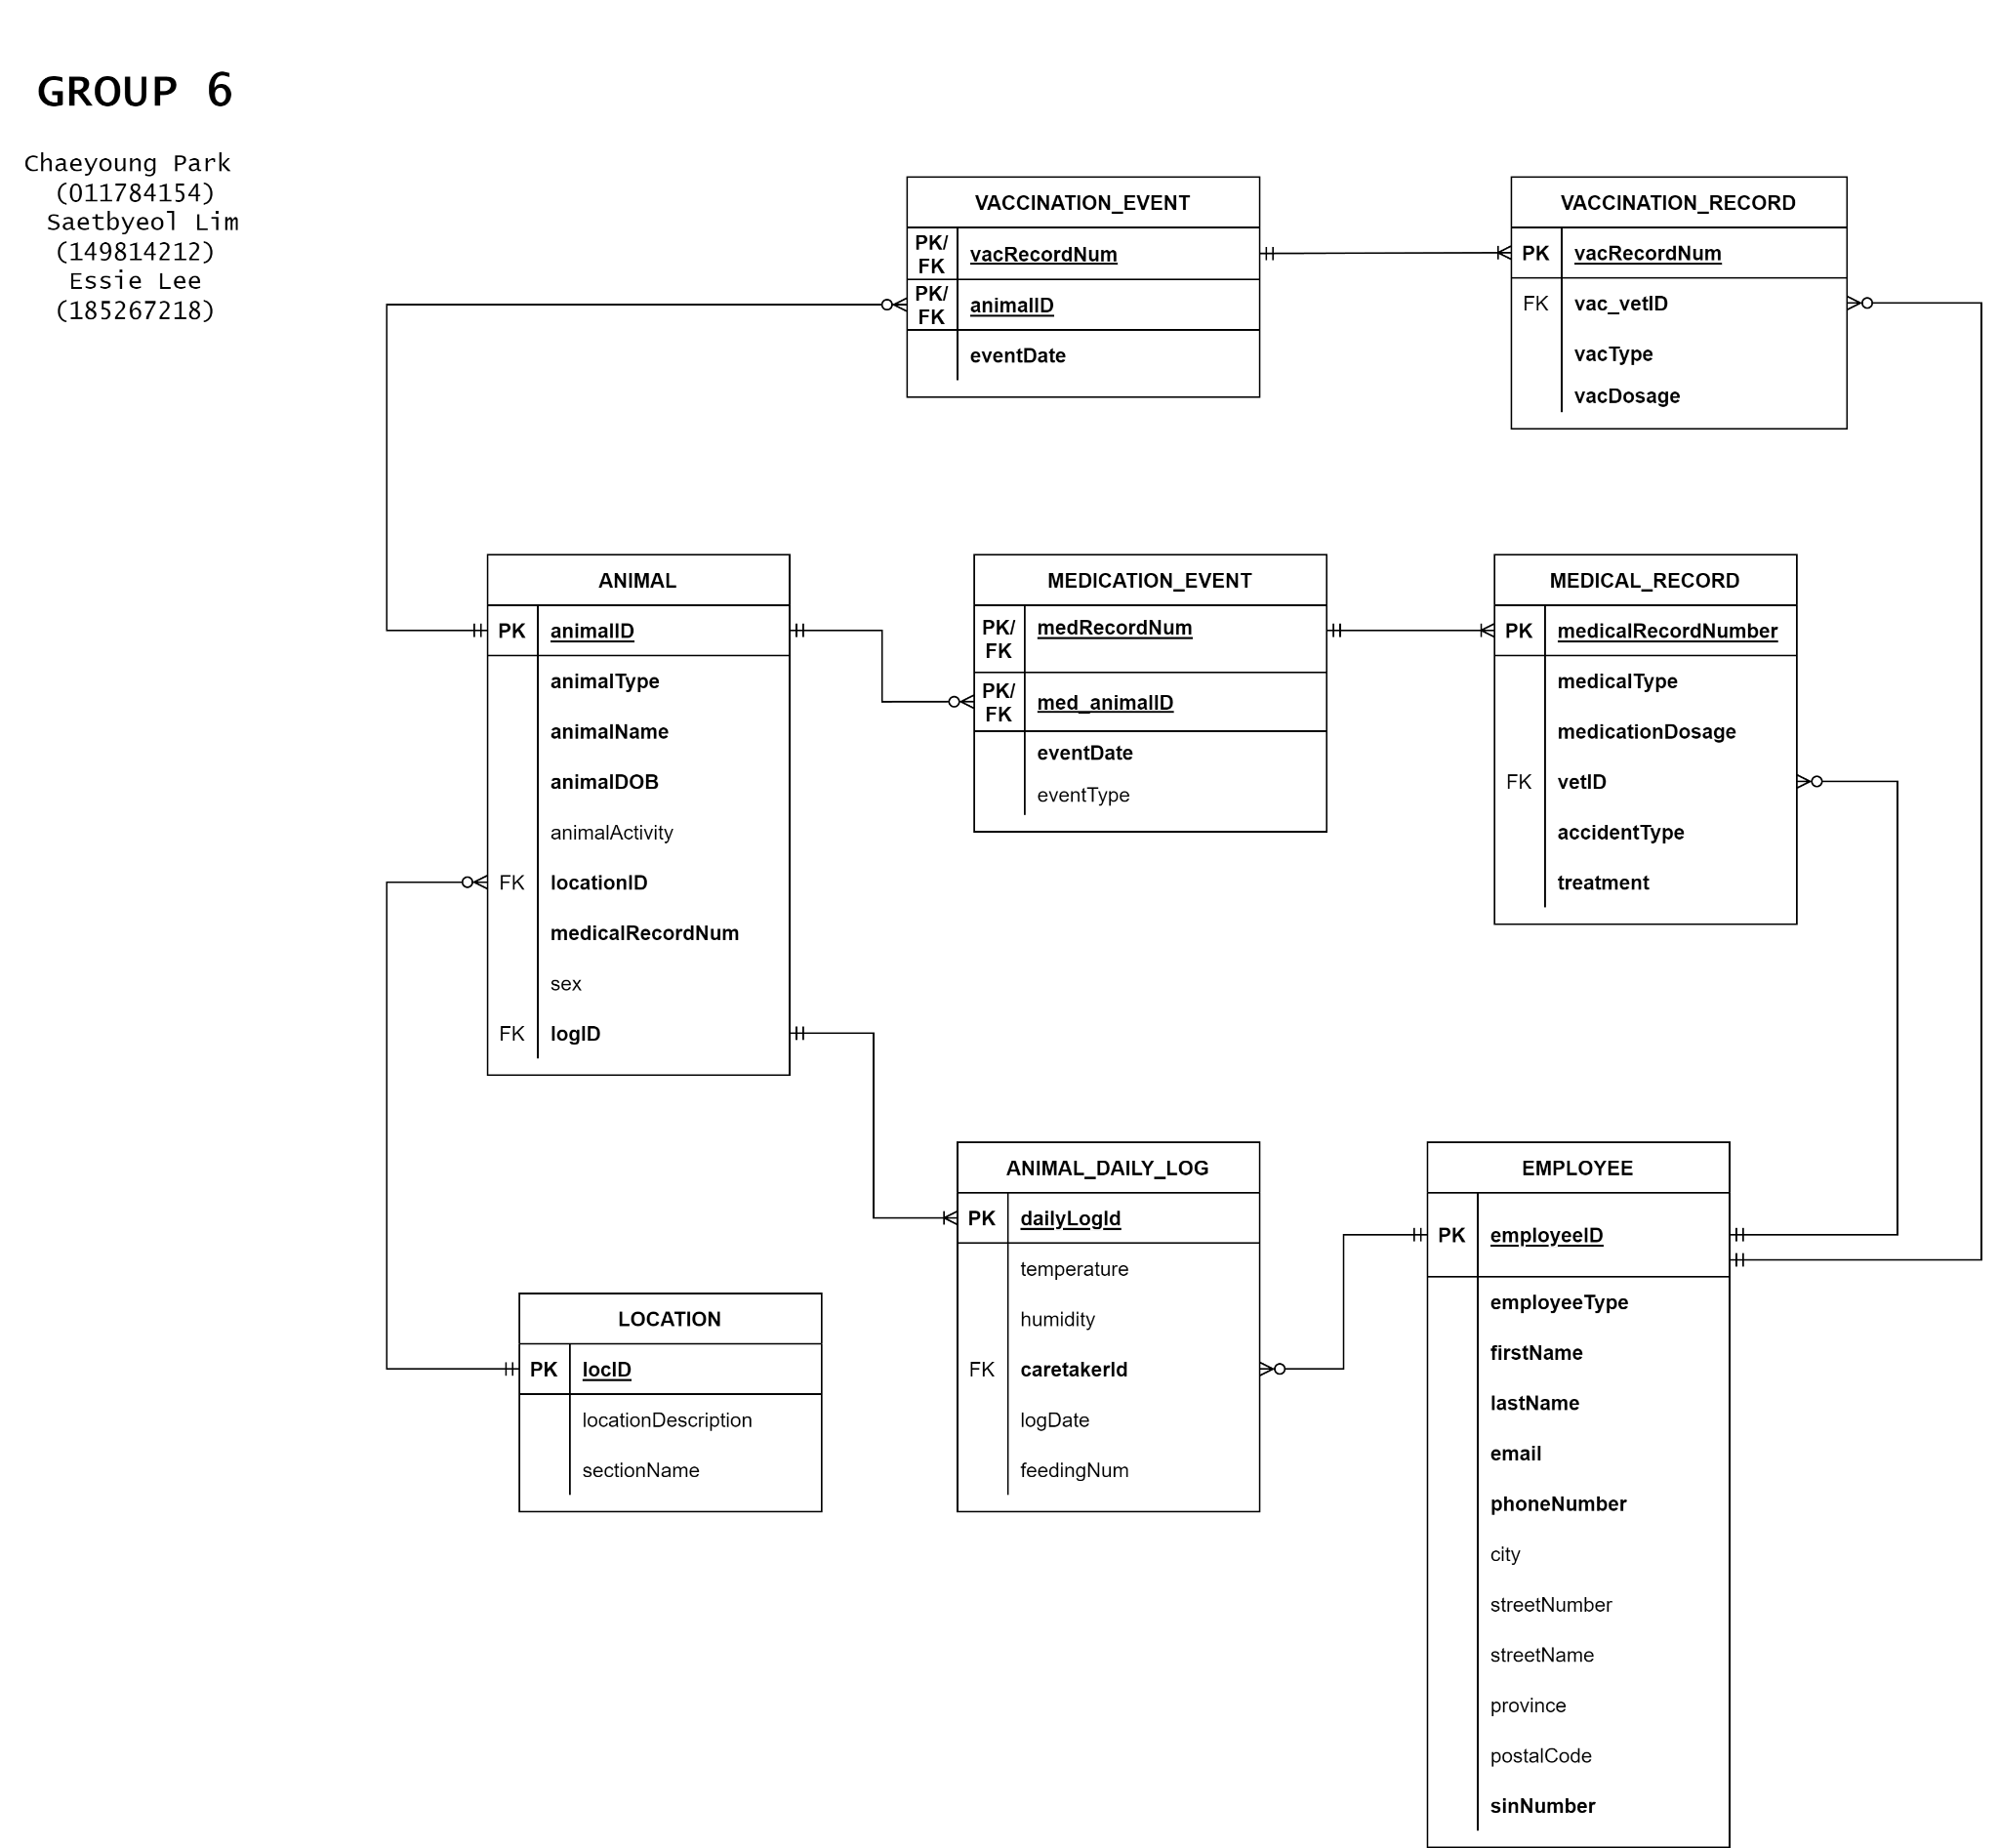 GROUP 6
Chaeyoung Park
(011784154)
Saetbyeol Lim
(149814212)
Essie Lee
(185267218)
VACCINATION_EVENT
PK/
FK
vacRecordNum
PK/
FK
animalID
eventDate
VACCINATION_RECORD
PK
vacRecordNum
FK
vac_vetID
vacType
vacDosage
ANIMAL
PK
animalID
animalType
animalName
animalDOB
animalActivity
FK
locationID
medicalRecordNum
sex
FK
logID
MEDICATION_EVENT
PK/
FK
medRecordNum
PK/
FK
med_animalID
eventDate
eventType
MEDICAL_RECORD
PK
medicalRecordNumber
medicalType
medicationDosage
FK
vetID
accidentType
treatment
LOCATION
PK
locID
locationDescription
sectionName
ANIMAL_DAILY_LOG
PK
dailyLogId
temperature
humidity
FK
caretakerId
logDate
feedingNum
EMPLOYEE
PK
employeeID
employeeType
firstName
lastName
email
phoneNumber
city
streetNumber
streetName
province
postalCode
sinNumber